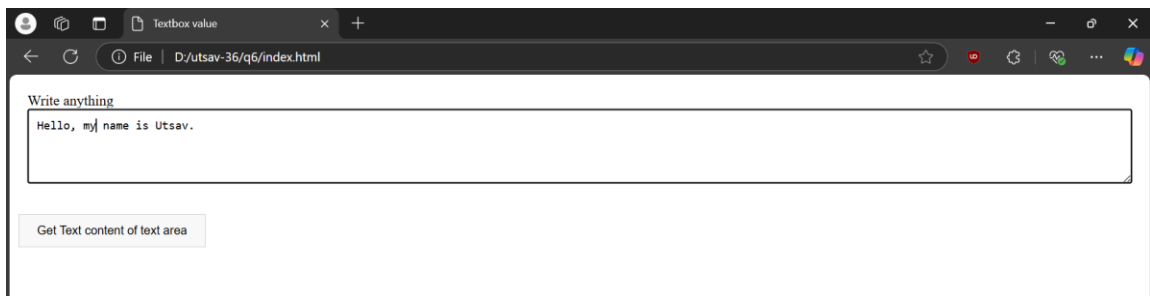 Textbox value
File | D:/utsav-36/q6/index.html
Write anything
Hello, my name is Utsav.
Get Text content of text area